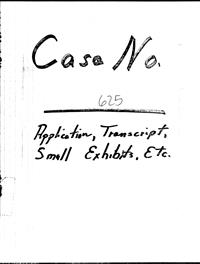 Case No.
625
Application, Transcript,
Small Exhibits, Etc.